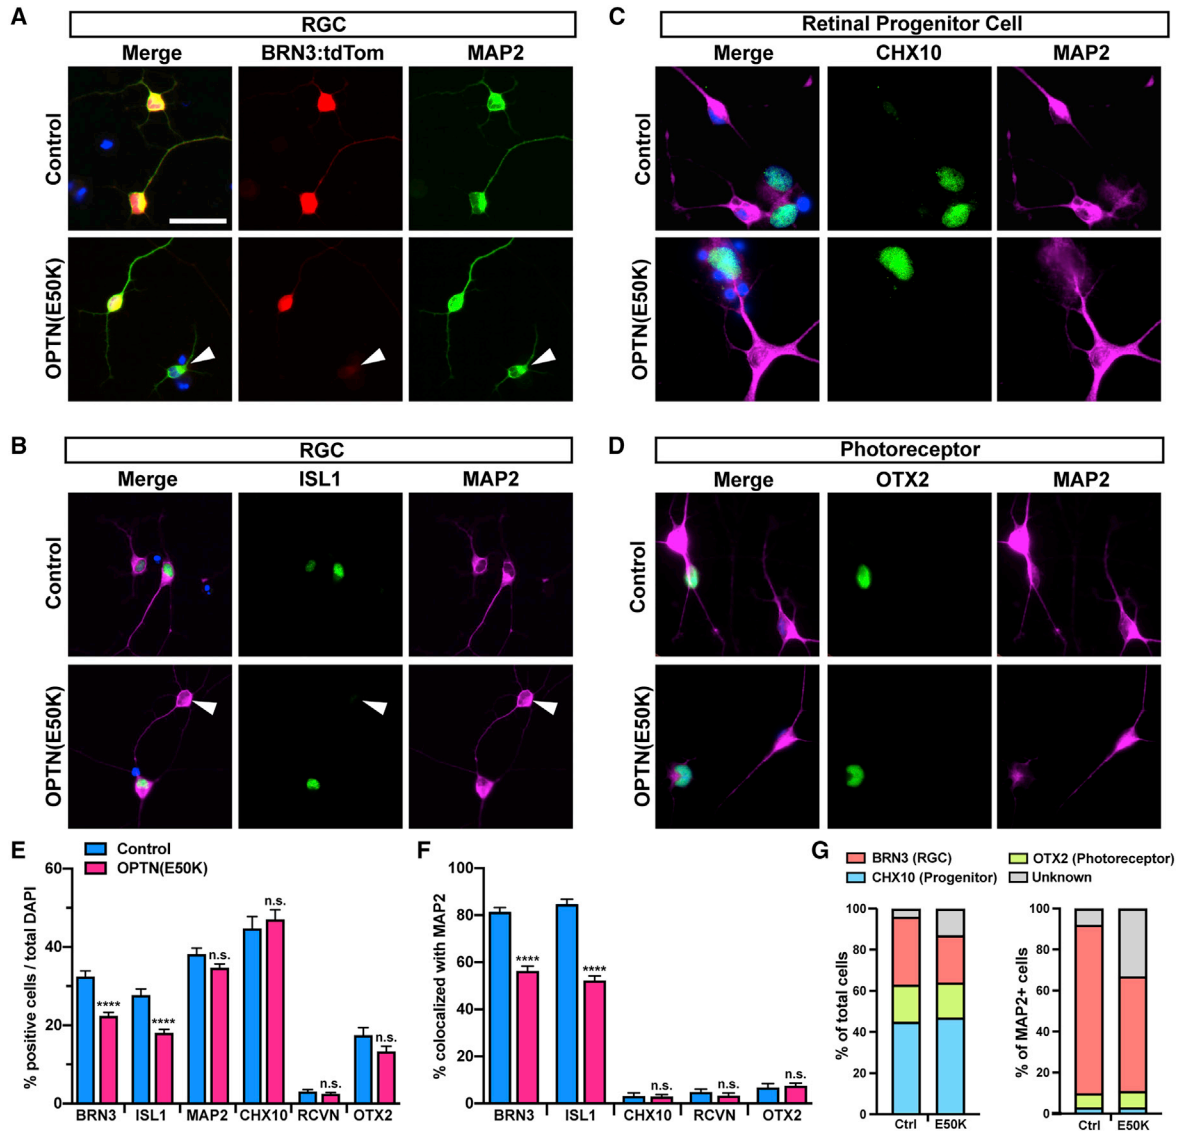 A
RGC
Merge BRN3:tdTom MAP2
Control
OPTN(E50K)
B
RGC
Merge ISL1 MAP2
Control
OPTN(E50K)
C
Retinal Progenitor Cell
Merge CHX10 MAP2
Control
OPTN(E50K)
D
Photoreceptor
Merge OTX2 MAP2
Control
OPTN(E50K)
E
Control
OPTN(E50K)
% positive cells / total DAPI
60
40
20
0
**** **** n.s. n.s. n.s. n.s.
BRN3 ISL1 MAP2 CHX10 RCVN OTX2
F
% colocalized with MAP2
100
80
60
40
20
0
**** **** n.s. n.s. n.s.
BRN3 ISL1 CHX10 RCVN OTX2
G
BRN3 (RGC) OTX2 (Photoreceptor)
CHX10 (Progenitor) Unknown
% of total cells
100
80
60
40
20
0
Ctrl E50K
% of MAP2+ cells
100
80
60
40
20
0
Ctrl E50K